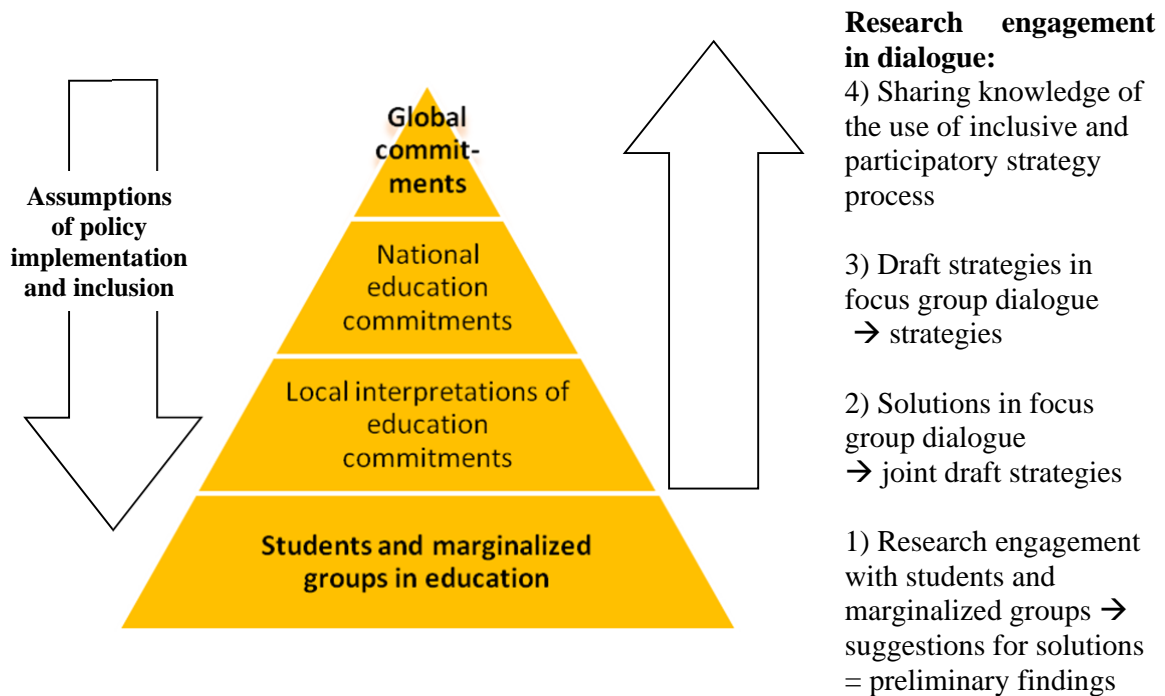 Assumptions
of policy
implementation
and inclusion
Global
commit-
ments
National
education
commitments
Local interpretations of
education
commitments
Students and marginalized
groups in education
Research engagement
in dialogue:
4) Sharing knowledge of
the use of inclusive and
participatory strategy
process
3) Draft strategies in
focus group dialogue
→ strategies
2) Solutions in focus
group dialogue
→ joint draft strategies
1) Research engagement
with students and
marginalized groups →
suggestions for solutions
= preliminary findings